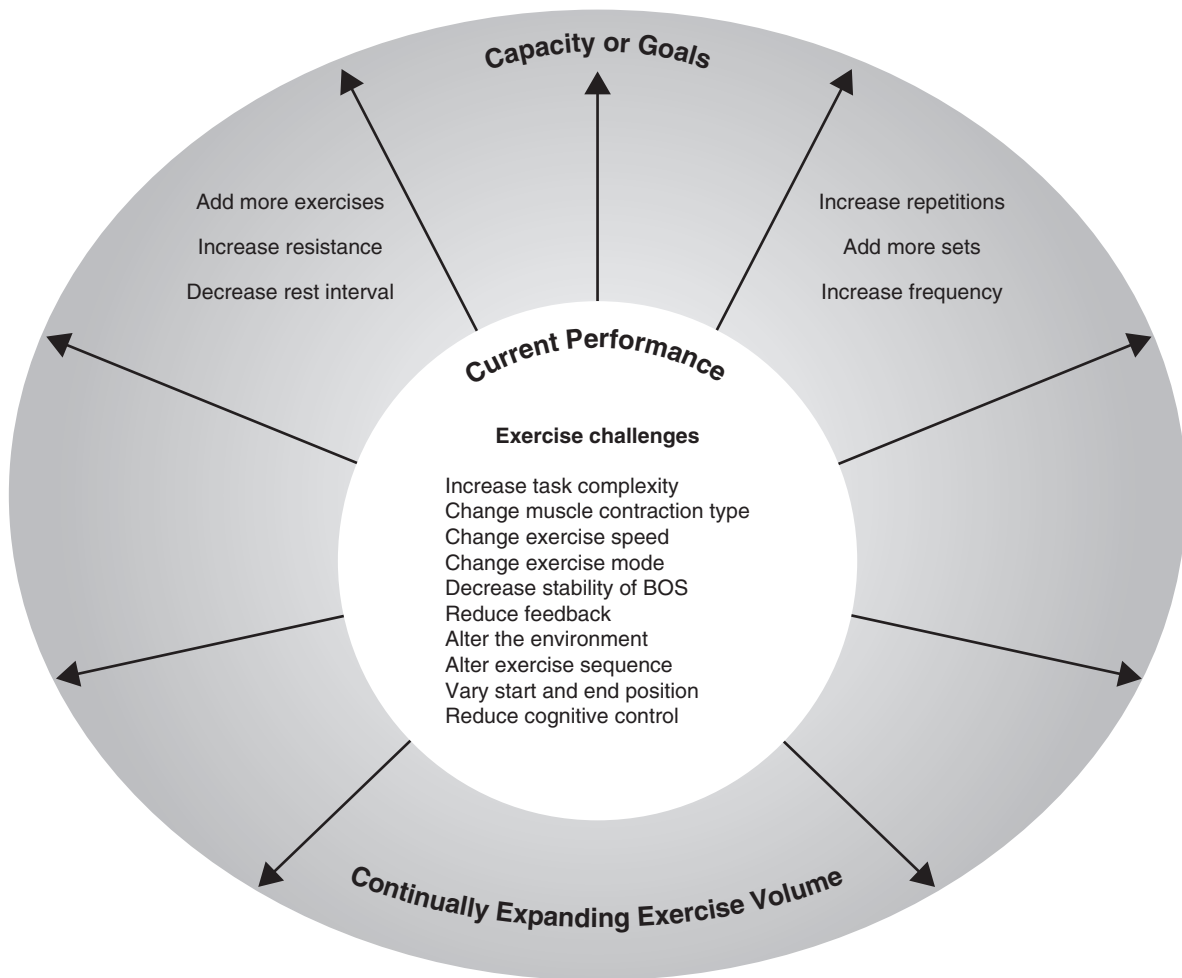 Capacity or Goals
Add more exercises
Increase resistance
Decrease rest interval
Increase repetitions
Add more sets
Increase frequency
Current Performance
Exercise challenges
Increase task complexity
Change muscle contraction type
Change exercise speed
Change exercise mode
Decrease stability of BOS
Reduce feedback
Alter the environment
Alter exercise sequence
Vary start and end position
Reduce cognitive control
Continually Expanding Exercise Volume